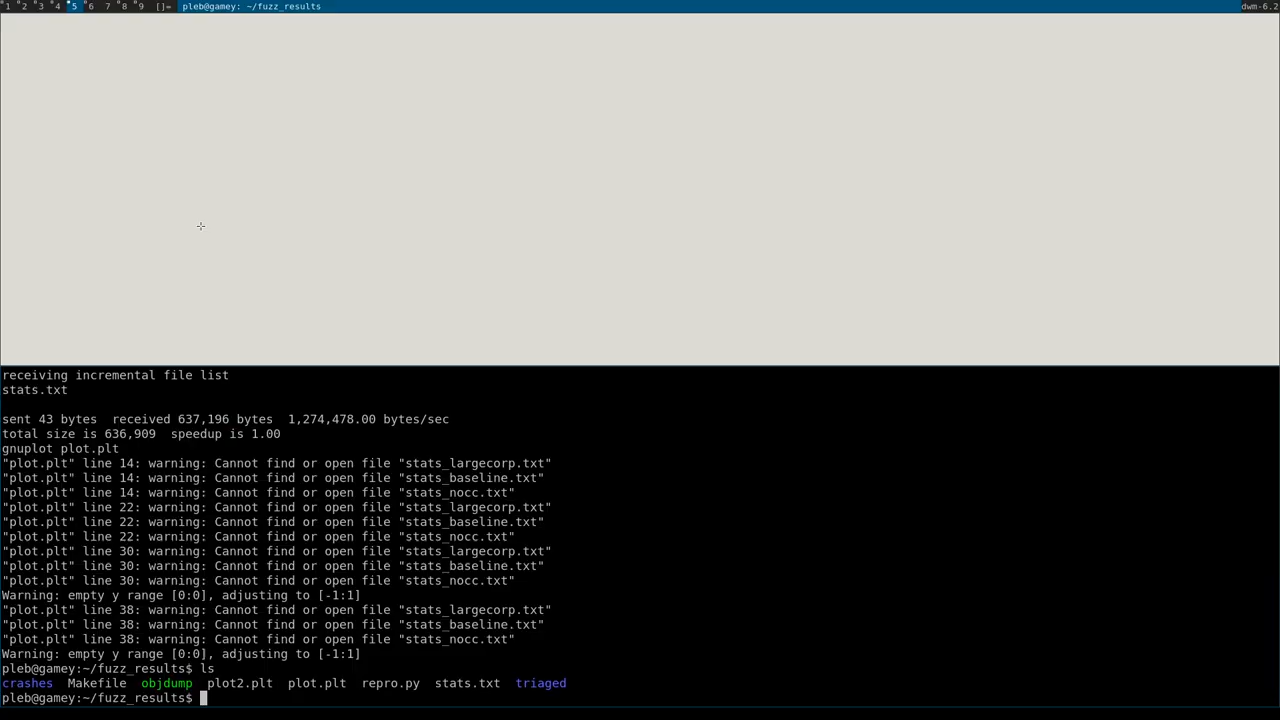 1 2 3 4 5 6 7 8 9 []= pleb@gamey: ~/fuzz_results dwm-6.2
receiving incremental file list
stats.txt
sent 43 bytes  received 637,196 bytes  1,274,478.00 bytes/sec
total size is 636,909  speedup is 1.00
gnuplot plot.plt
"plot.plt" line 14: warning: Cannot find or open file "stats_largecorp.txt"
"plot.plt" line 14: warning: Cannot find or open file "stats_baseline.txt"
"plot.plt" line 14: warning: Cannot find or open file "stats_nocc.txt"
"plot.plt" line 22: warning: Cannot find or open file "stats_largecorp.txt"
"plot.plt" line 22: warning: Cannot find or open file "stats_baseline.txt"
"plot.plt" line 22: warning: Cannot find or open file "stats_nocc.txt"
"plot.plt" line 30: warning: Cannot find or open file "stats_largecorp.txt"
"plot.plt" line 30: warning: Cannot find or open file "stats_baseline.txt"
"plot.plt" line 30: warning: Cannot find or open file "stats_nocc.txt"
Warning: empty y range [0:0], adjusting to [-1:1]
"plot.plt" line 38: warning: Cannot find or open file "stats_largecorp.txt"
"plot.plt" line 38: warning: Cannot find or open file "stats_baseline.txt"
"plot.plt" line 38: warning: Cannot find or open file "stats_nocc.txt"
Warning: empty y range [0:0], adjusting to [-1:1]
pleb@gamey:~/fuzz_results$ ls
crashes  Makefile  objdump  plot2.plt  plot.plt  repro.py  stats.txt  triaged
pleb@gamey:~/fuzz_results$